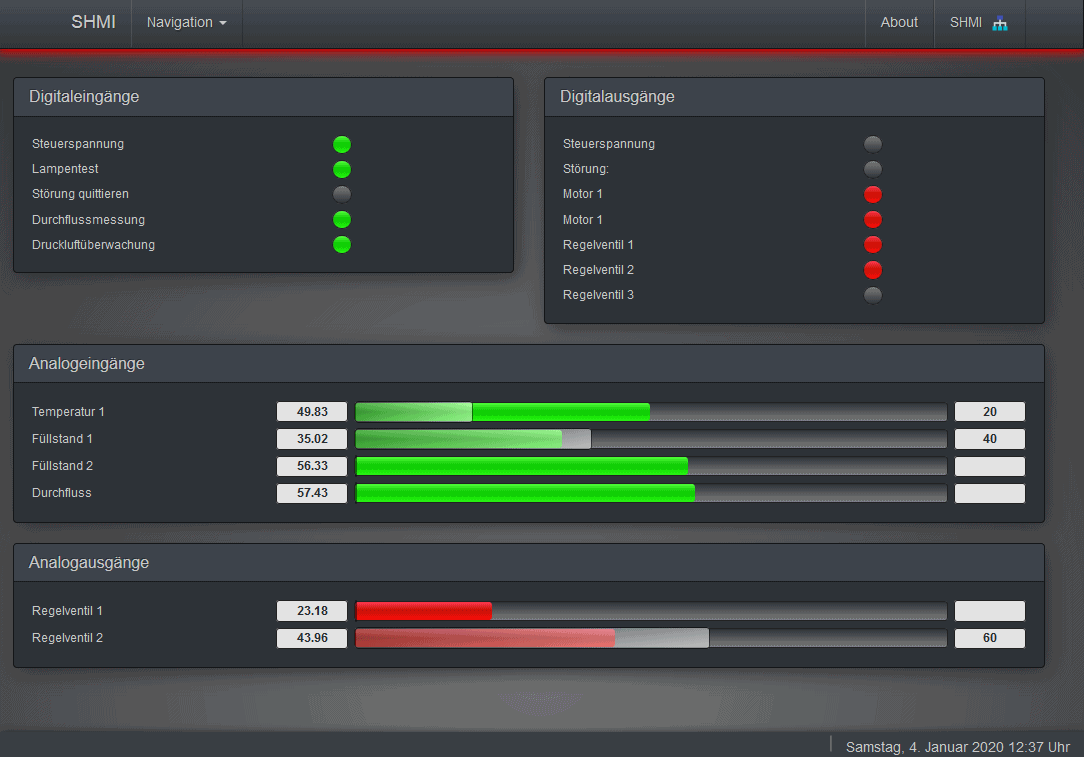 SHMI Navigation About SHMI
Digitaleingänge
Steuerspannung
Lampentest
Störung quittieren
Durchflussmessung
Druckluftüberwachung
Digitalausgänge
Steuerspannung
Störung:
Motor 1
Motor 1
Regelventil 1
Regelventil 2
Regelventil 3
Analogeingänge
Temperatur 1 49.83 20
Füllstand 1 35.02 40
Füllstand 2 56.33
Durchfluss 57.43
Analogausgänge
Regelventil 1 23.18
Regelventil 2 43.96 60
Samstag, 4. Januar 2020 12:37 Uhr